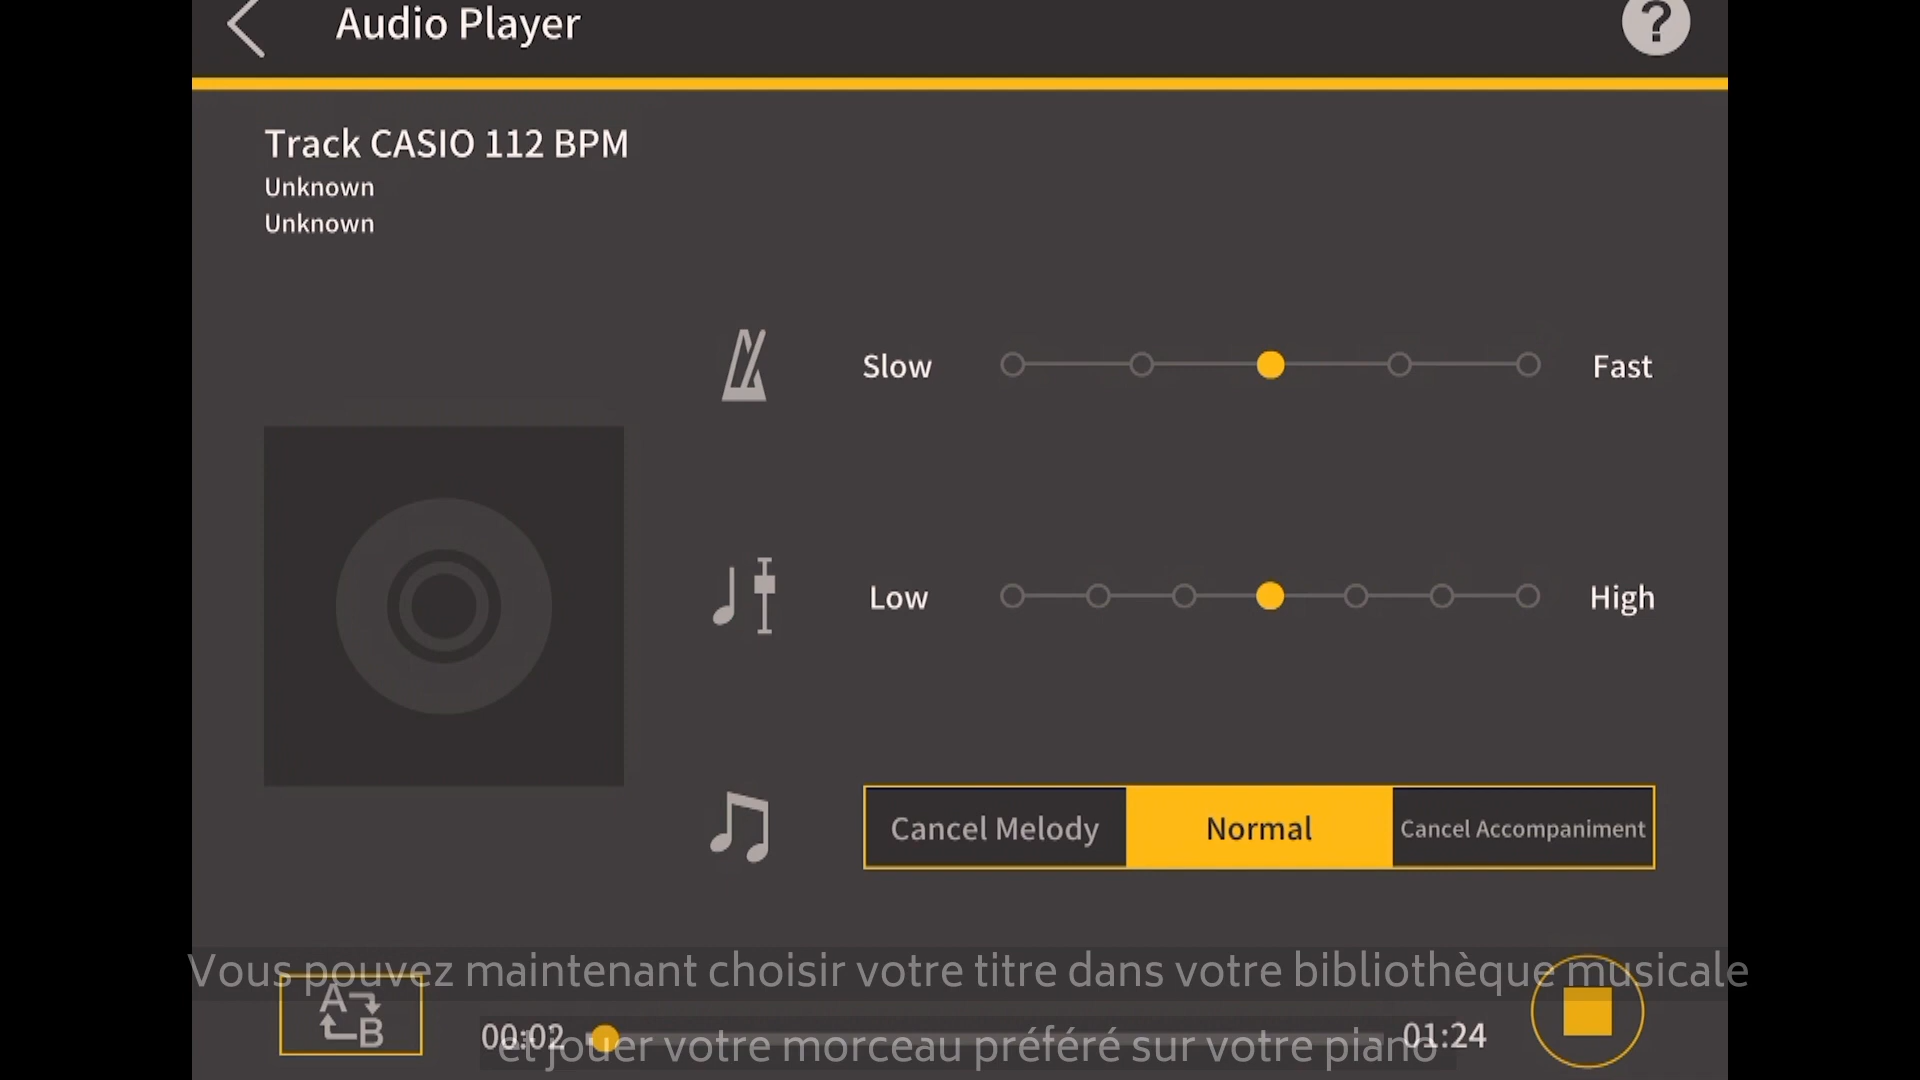 Audio Player
?
Track CASIO 112 BPM
Unknown
Unknown
Slow
Fast
Low
High
Cancel Melody
Normal
Cancel Accompaniment
Vous pouvez maintenant choisir votre titre dans votre bibliothèque musicale
et jouer votre morceau préféré sur votre piano
A
B
00:02
01:24